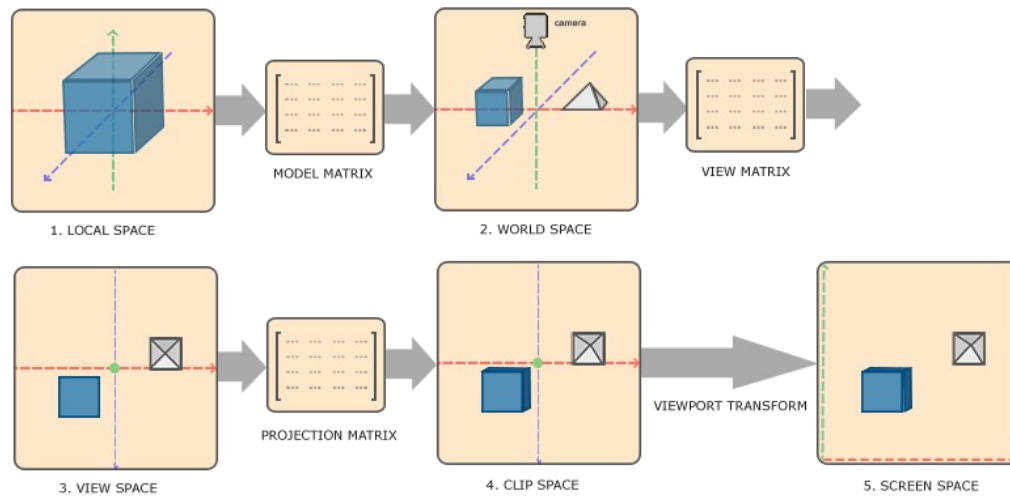 camera
MODEL MATRIX
VIEW MATRIX
1. LOCAL SPACE
2. WORLD SPACE
PROJECTION MATRIX
VIEWPORT TRANSFORM
3. VIEW SPACE
4. CLIP SPACE
5. SCREEN SPACE